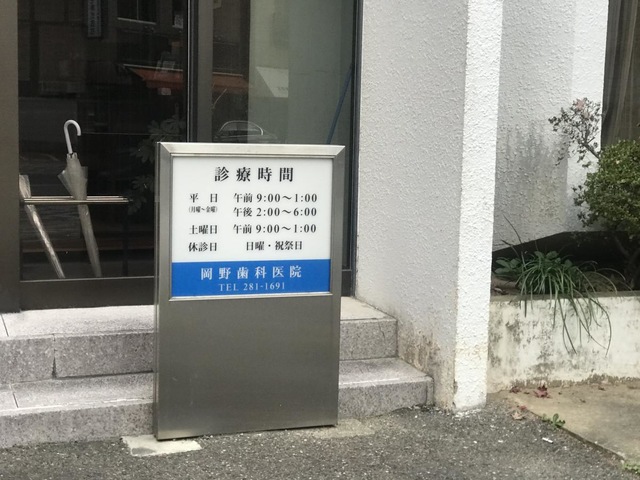 診療時間
平 日 午前 9:00〜1:00
(月曜〜金曜) 午後 2:00〜6:00
土曜日 午前 9:00〜1:00
休診日 日曜・祝祭日
岡野歯科医院
TEL 281-1691